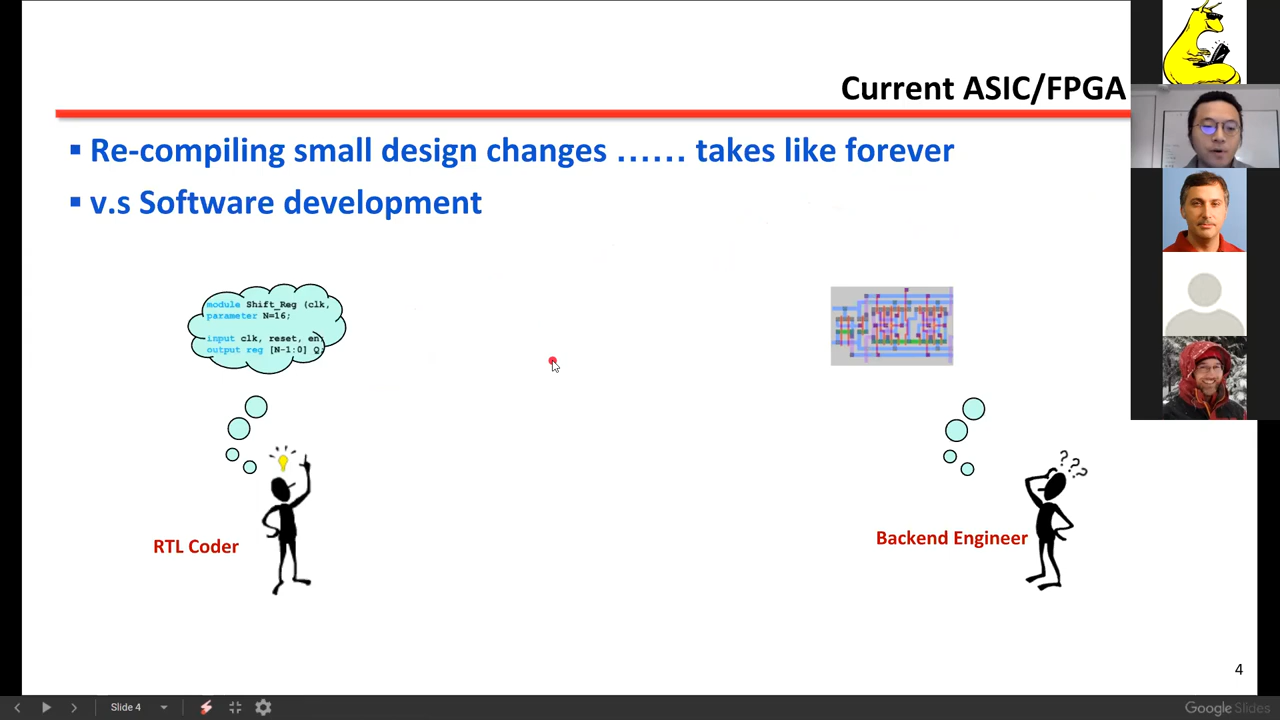 Current ASIC/FPGA
▪ Re-compiling small design changes …… takes like forever
▪ v.s Software development
module Shift_Reg (clk,
parameter N=16;
input clk, reset, en
output reg [N-1:0] Q
???
RTL Coder
Backend Engineer
4
Slide 4
Google Slides